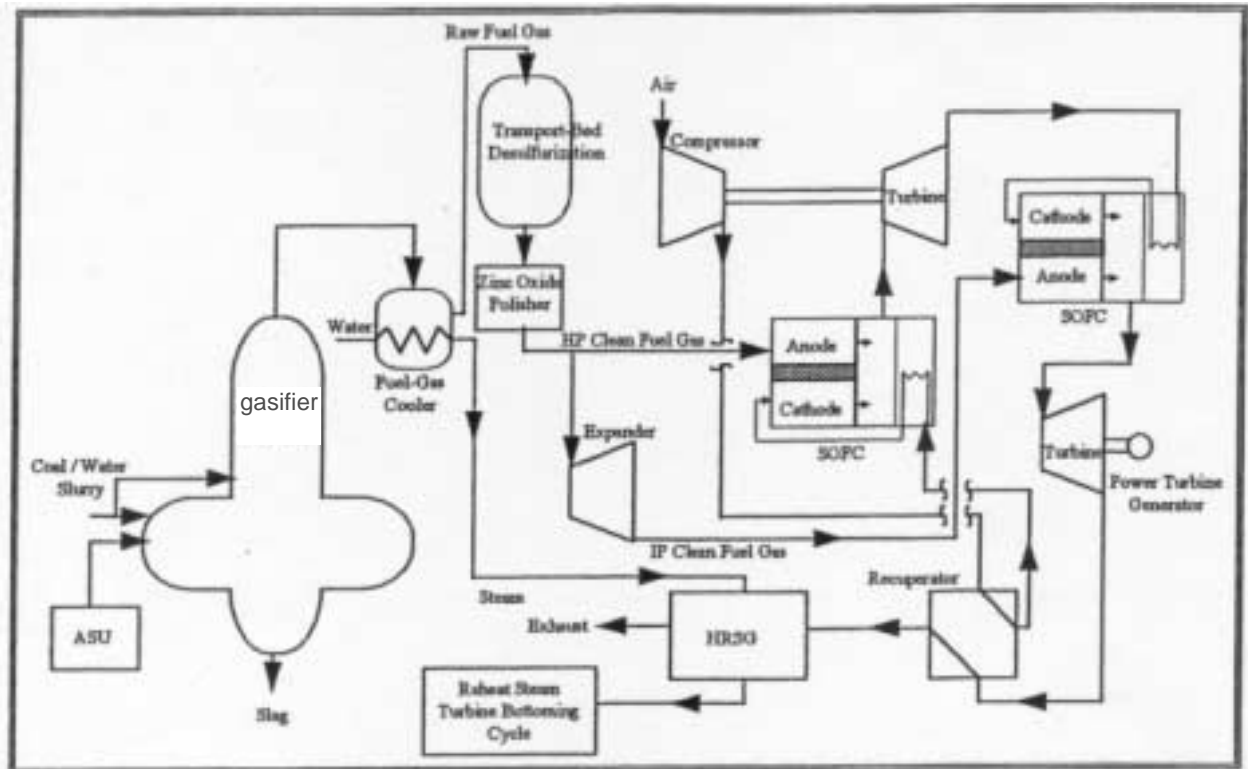 Raw Fuel Gas
Transport-Bed
Desulfurization
Air
Compressor
Turbine
Cathode
Anode
SOFC
Zinc Oxide
Polisher
Water
HP Clean Fuel Gas
Anode
Cathode
SOFC
Fuel-Gas
Cooler
gasifier
Expander
Turbine
Power Turbine
Generator
Coal / Water
Slurry
IP Clean Fuel Gas
Recuperator
Steam
ASU
Exhaust
HRSG
Slag
Reheat Steam
Turbine Bottoming
Cycle